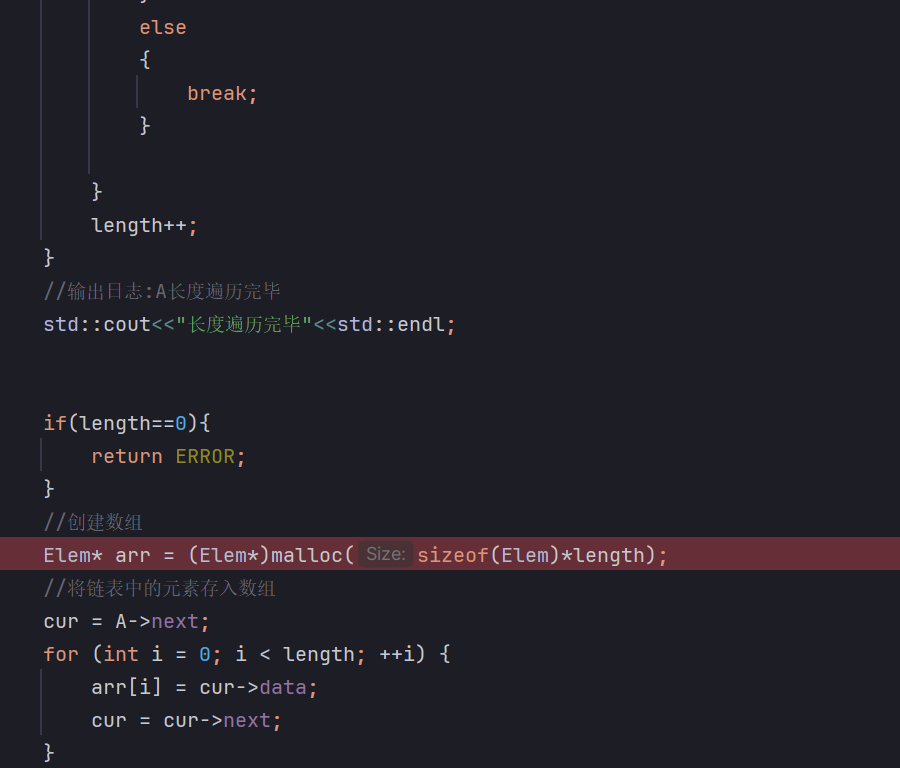 }
else
{
break;
}
}
length++;
}
//输出日志:A长度遍历完毕
std::cout<<"长度遍历完毕"<<std::endl;
if(length==0){
return ERROR;
}
//创建数组
Elem* arr = (Elem*)malloc( Size: sizeof(Elem)*length);
//将链表中的元素存入数组
cur = A->next;
for (int i = 0; i < length; ++i) {
arr[i] = cur->data;
cur = cur->next;
}